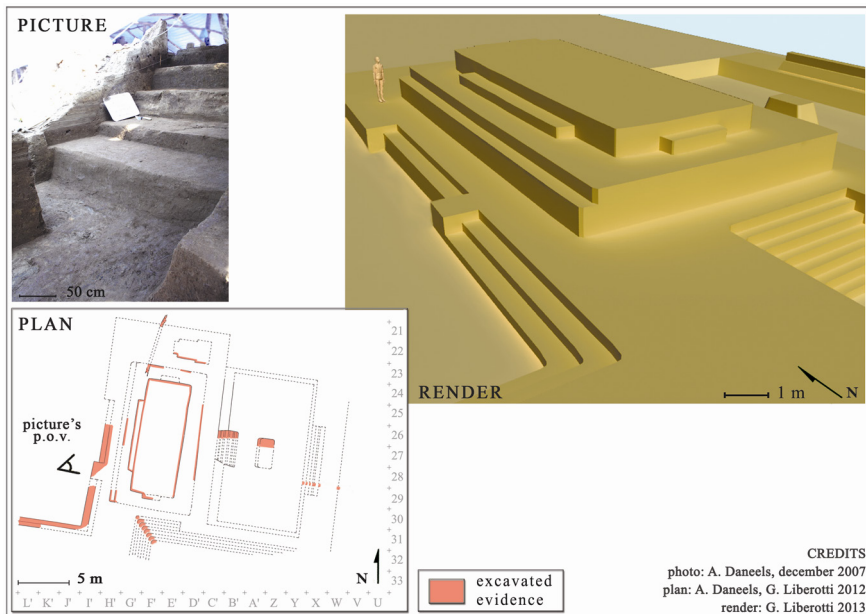 PICTURE
50 cm
RENDER
1 m
N
PLAN
picture's
p.o.v.
21
22
23
24
25
26
27
28
29
30
31
32
33
5 m
N
L' K' J' I' H' G' F' E' D' C' B' A' Z Y X W V U
excavated
evidence
CREDITS
photo: A. Daneels, december 2007
plan: A. Daneels, G. Liberotti 2012
render: G. Liberotti 2013